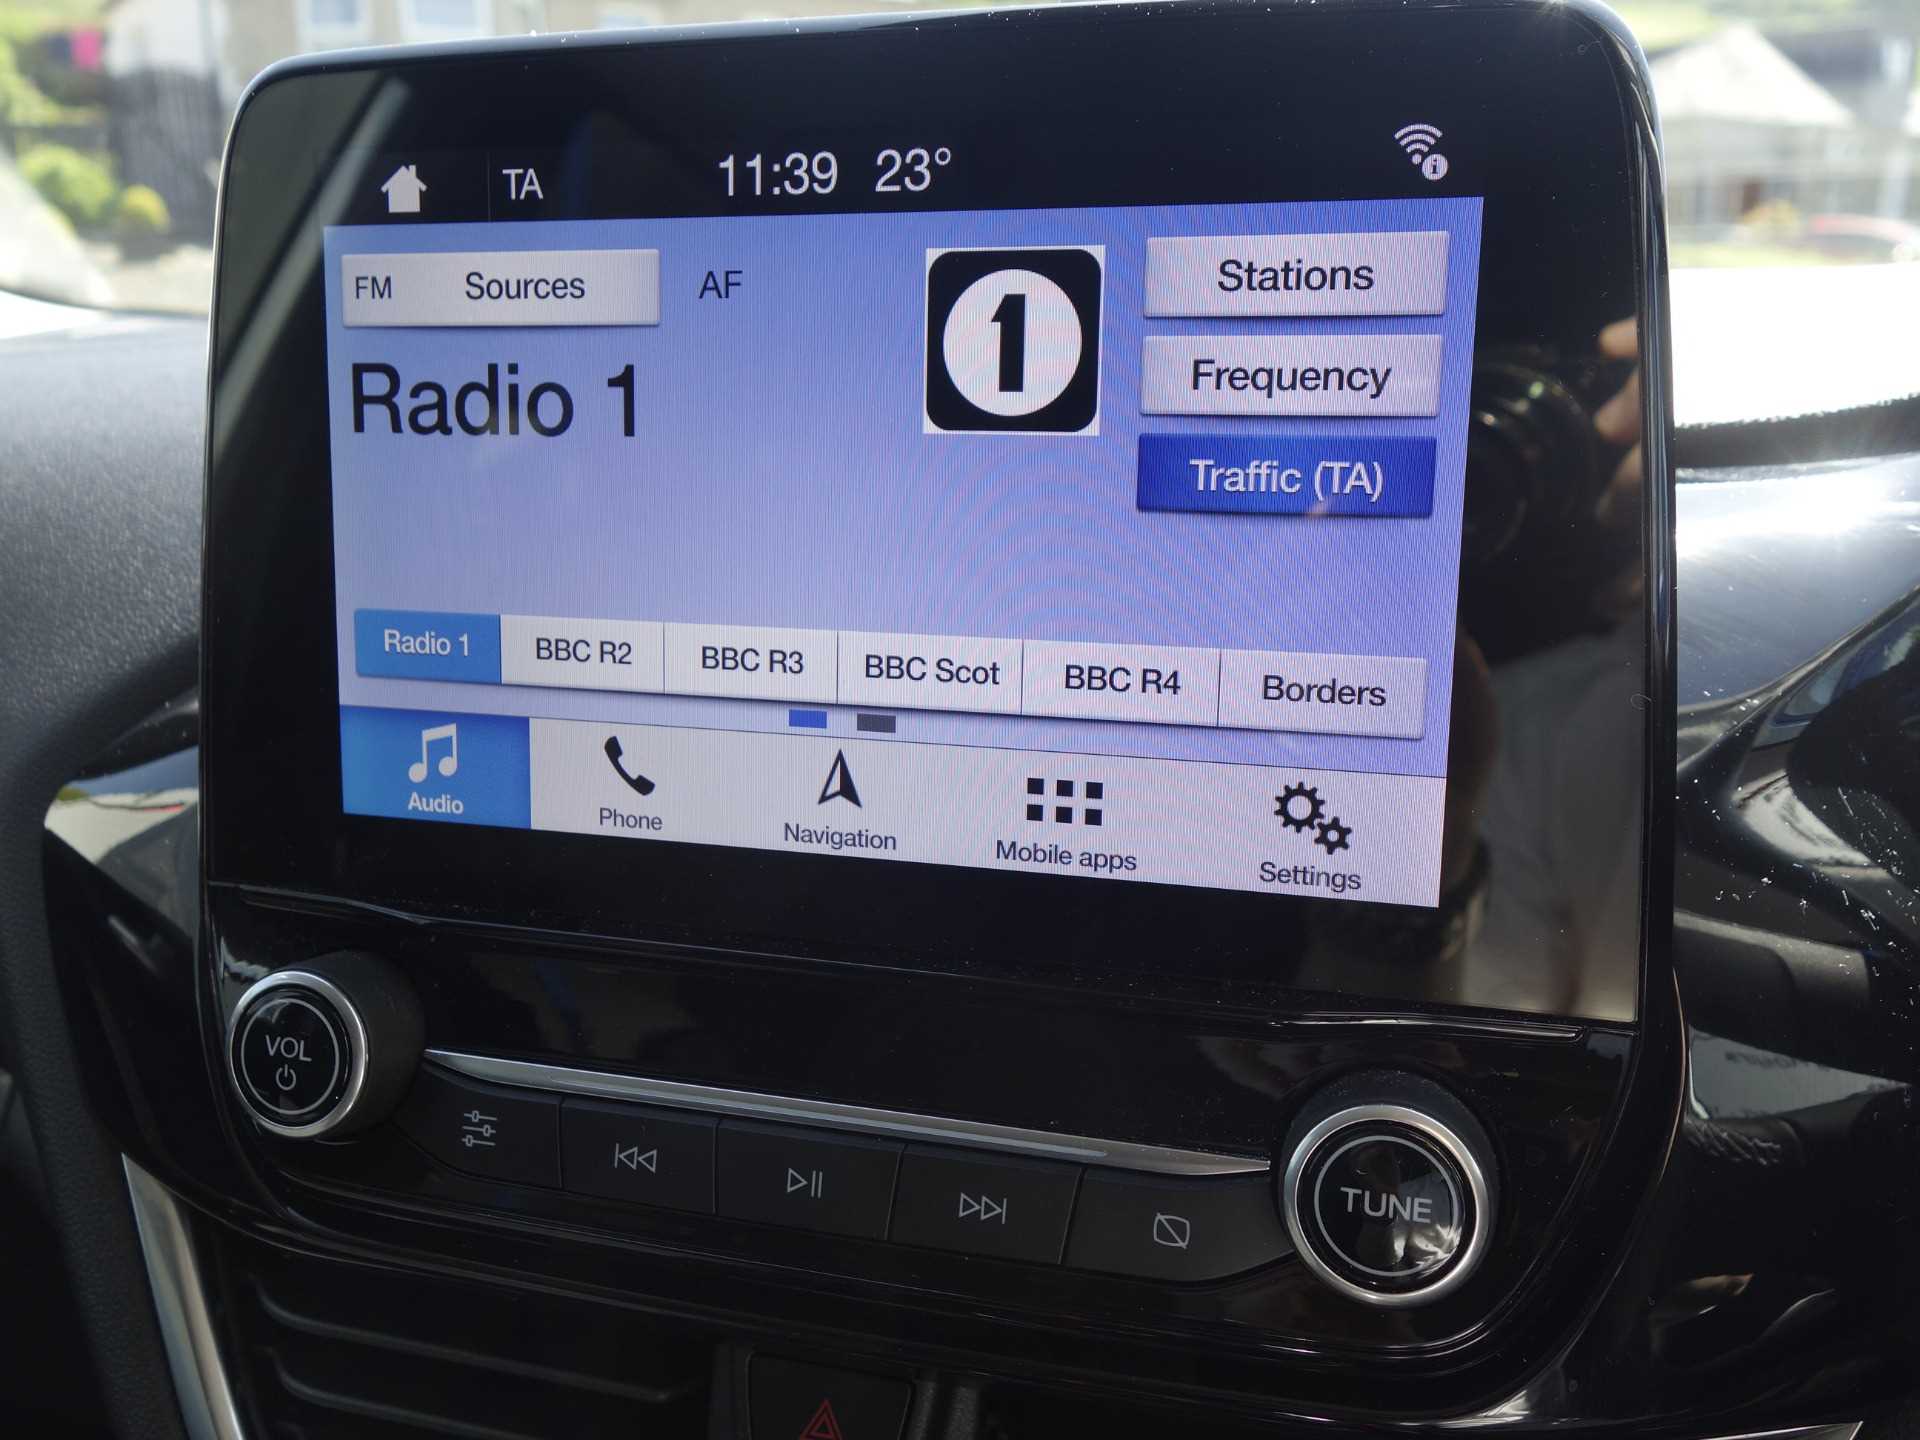 TA 11:39 23°
FM Sources AF
1
Stations
Radio 1
Frequency
Traffic (TA)
Radio 1 BBC R2 BBC R3 BBC Scot BBC R4 Borders
Audio Phone Navigation Mobile apps Settings
VOL
TUNE